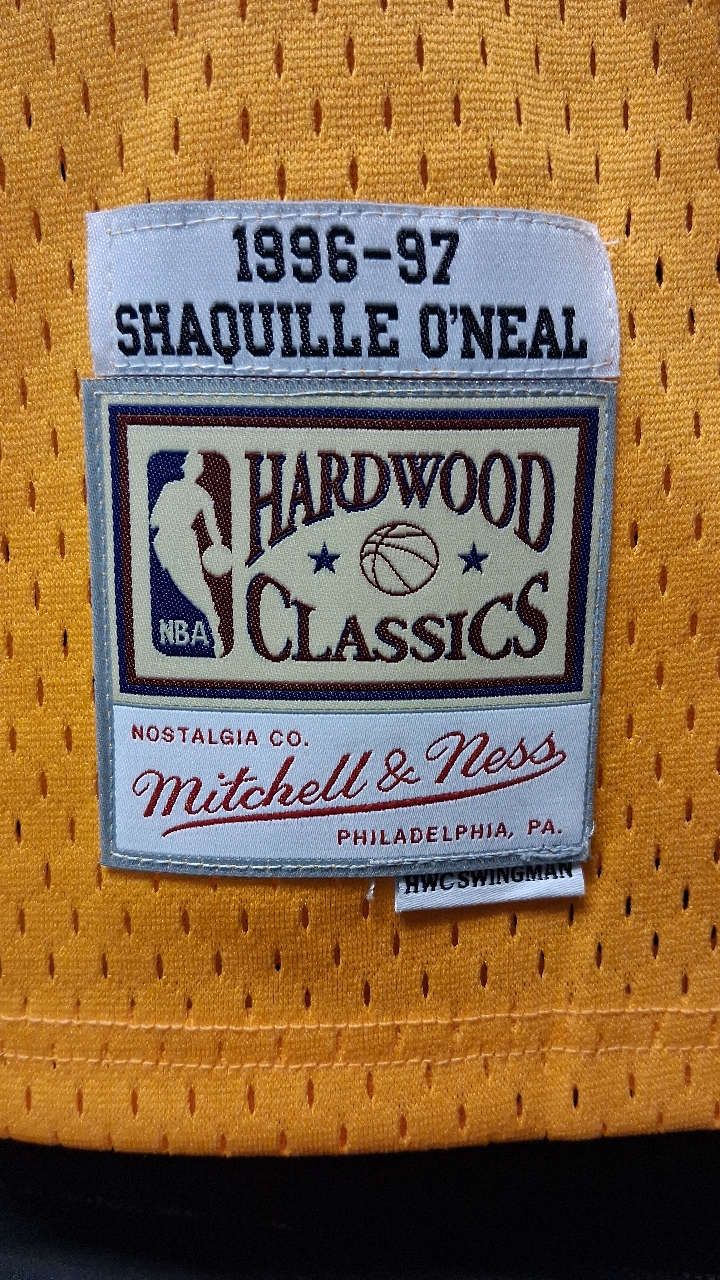 1996-97
SHAQUILLE O'NEAL
HARDWOOD
CLASSICS
NBA
NOSTALGIA CO.
Mitchell & Ness
PHILADELPHIA, PA.
HWC SWINGMAN